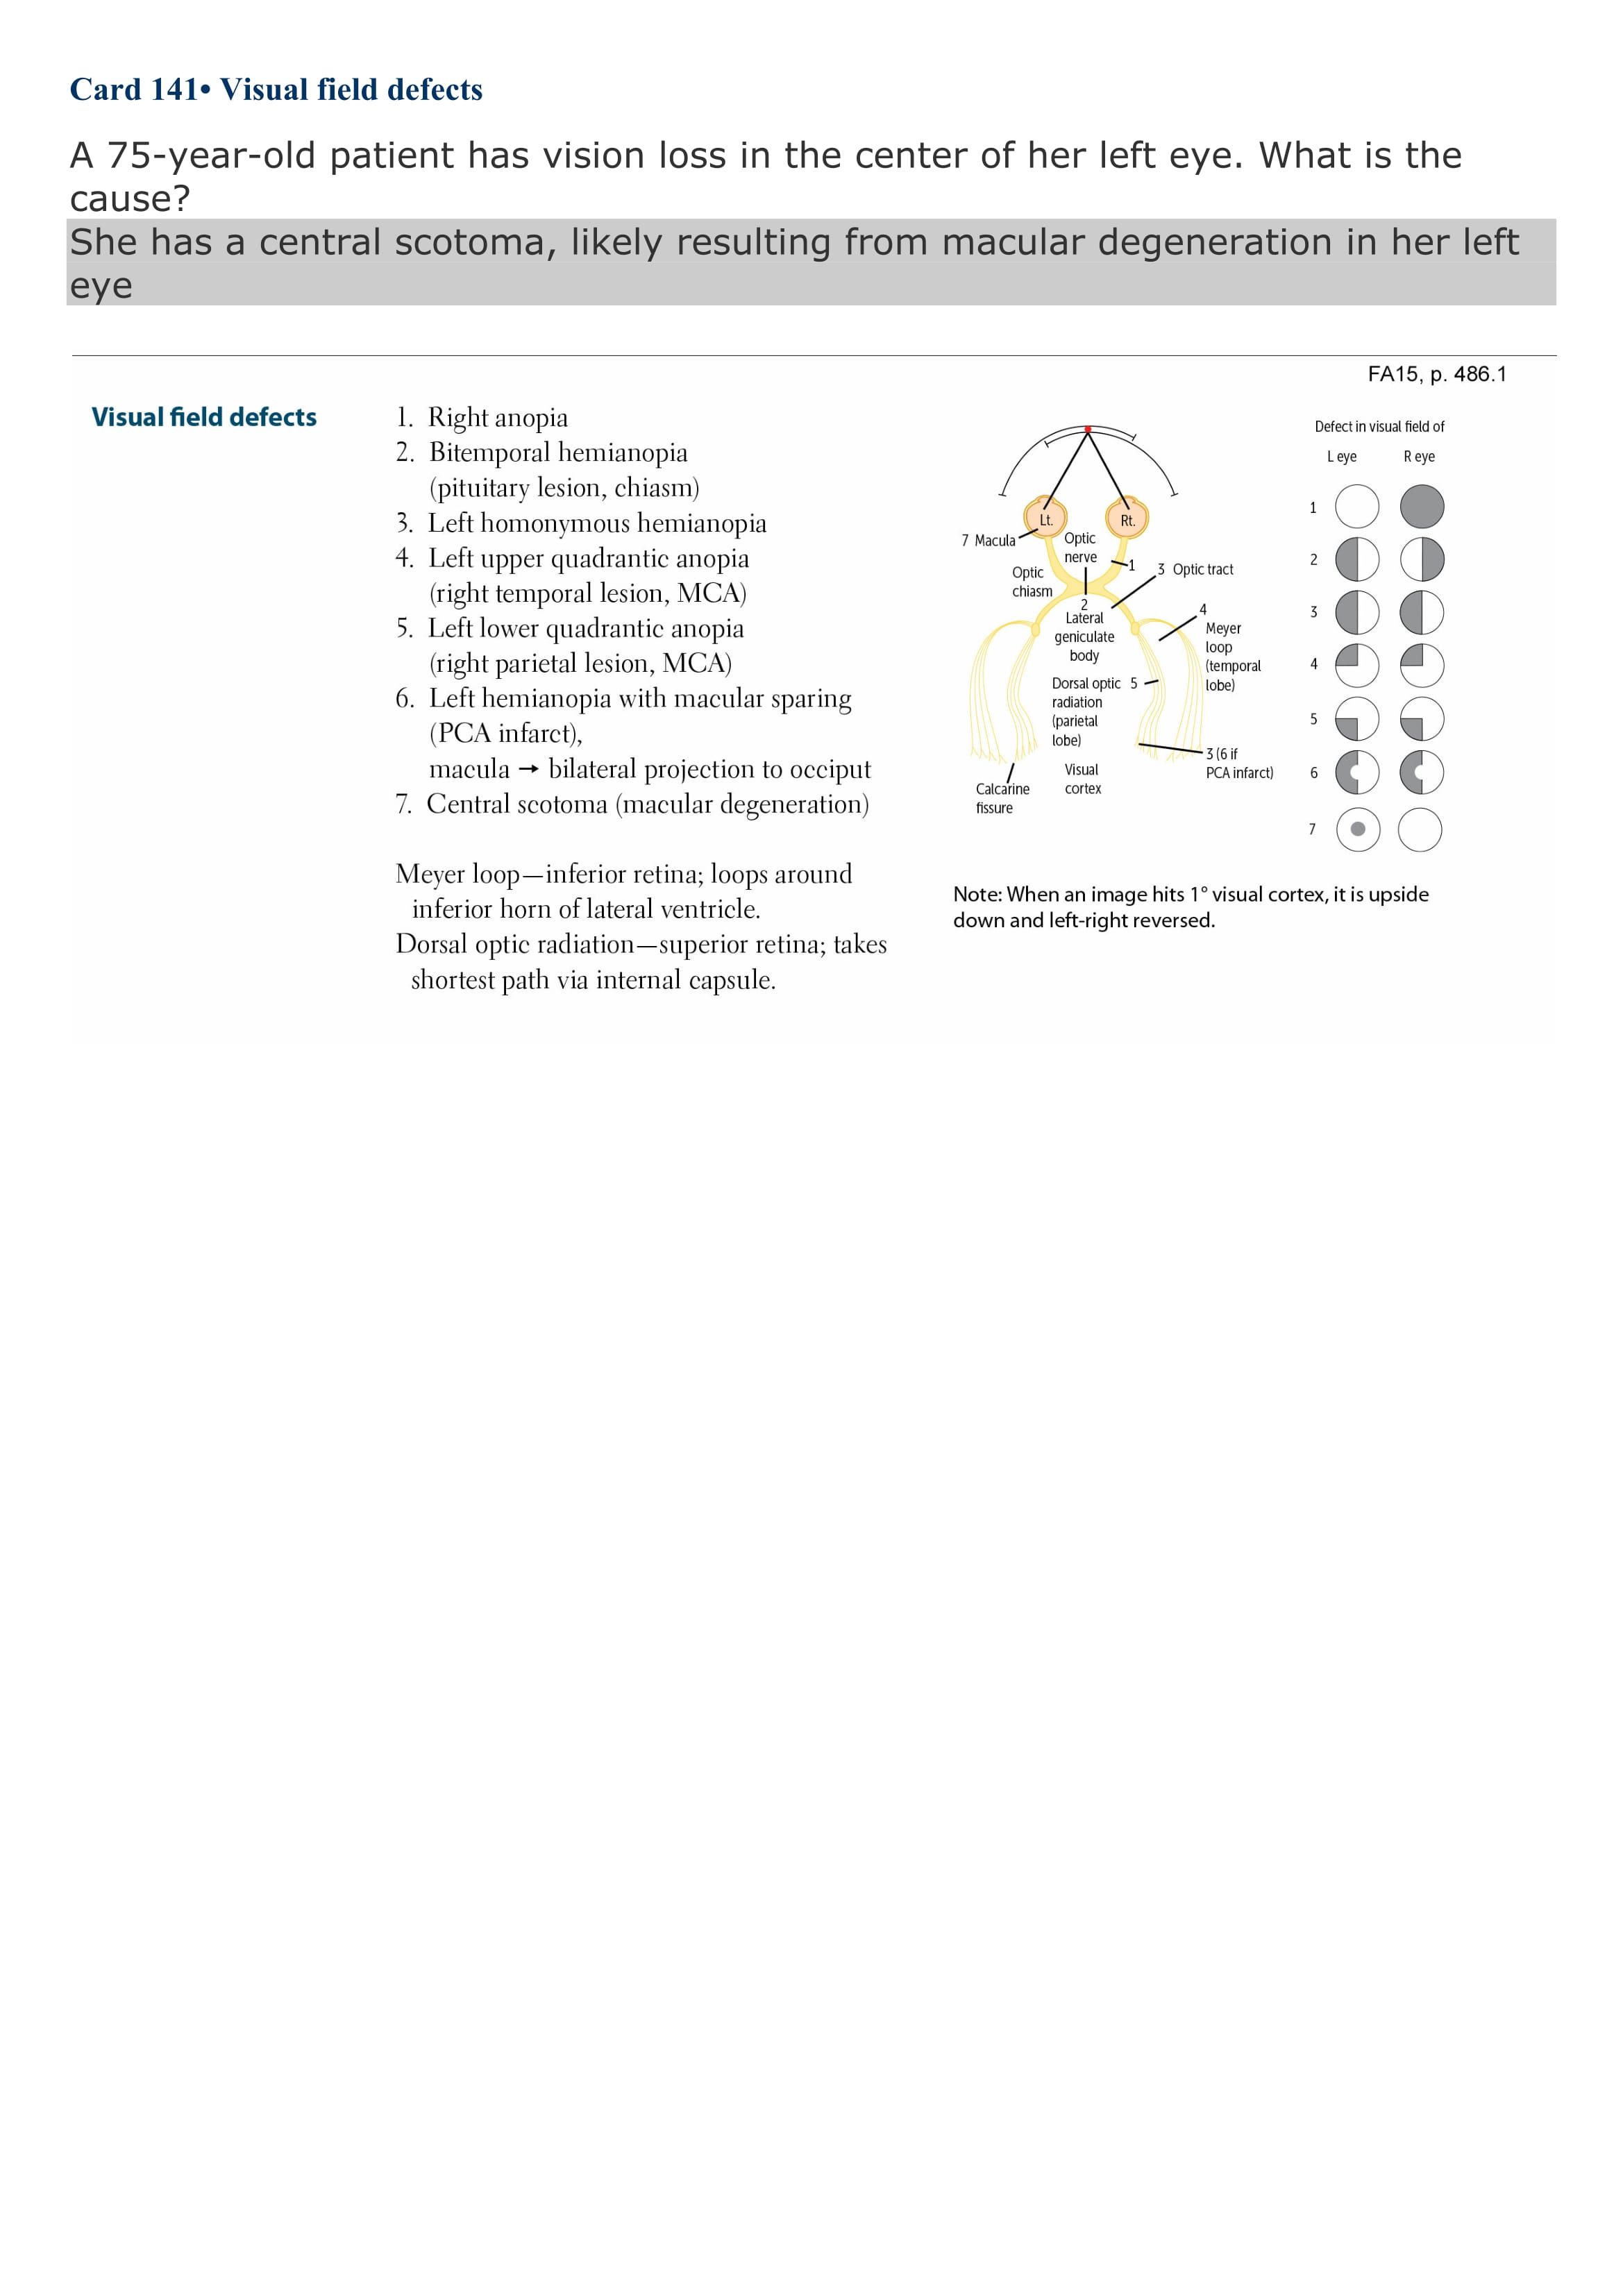 Card 141• Visual field defects
A 75-year-old patient has vision loss in the center of her left eye. What is the
cause?
She has a central scotoma, likely resulting from macular degeneration in her left
eye
FA15, p. 486.1
Visual field defects
1. Right anopia
2. Bitemporal hemianopia
(pituitary lesion, chiasm)
3. Left homonymous hemianopia
4. Left upper quadrantic anopia
(right temporal lesion, MCA)
5. Left lower quadrantic anopia
(right parietal lesion, MCA)
6. Left hemianopia with macular sparing
(PCA infarct),
macula → bilateral projection to occiput
7. Central scotoma (macular degeneration)
Meyer loop—inferior retina; loops around
inferior horn of lateral ventricle.
Dorsal optic radiation—superior retina; takes
shortest path via internal capsule.
Lt.
Rt.
7 Macula
Optic
nerve
1
Optic
chiasm
3 Optic tract
2
Lateral
geniculate
body
4
Meyer
loop
(temporal
lobe)
Dorsal optic 5
radiation
(parietal
lobe)
3 (6 if
PCA infarct)
Visual
cortex
Calcarine
fissure
Defect in visual field of
L eye R eye
1
2
3
4
5
6
7
Note: When an image hits 1° visual cortex, it is upside
down and left-right reversed.